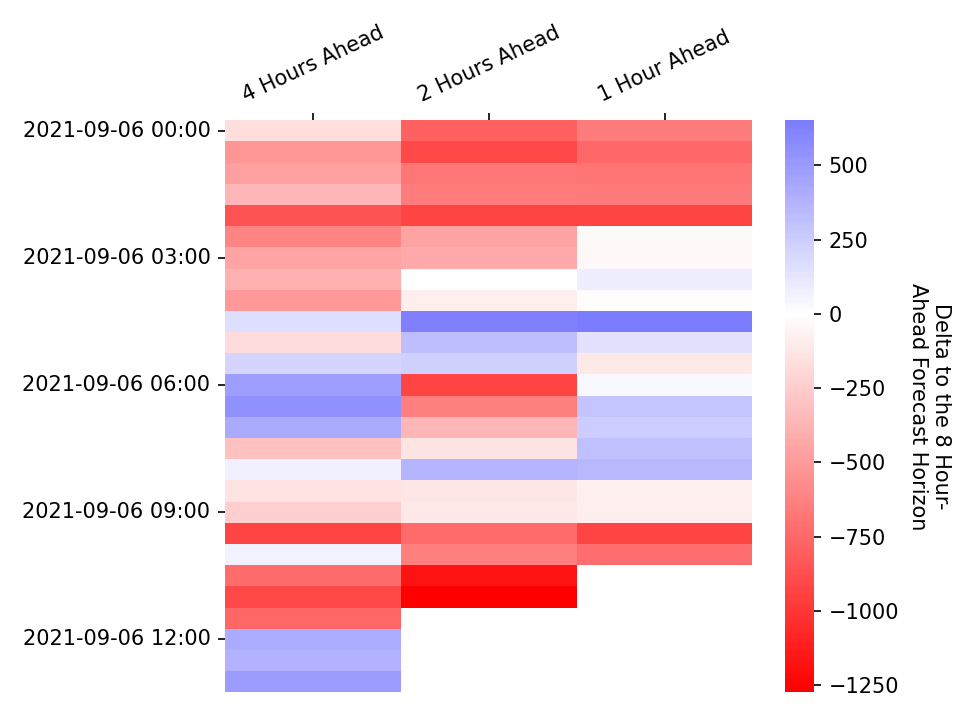 4 Hours Ahead
2 Hours Ahead
1 Hour Ahead
2021-09-06 00:00
2021-09-06 03:00
2021-09-06 06:00
2021-09-06 09:00
2021-09-06 12:00
500
250
0
−250
−500
−750
−1000
−1250
Delta to the 8 Hour-
Ahead Forecast Horizon